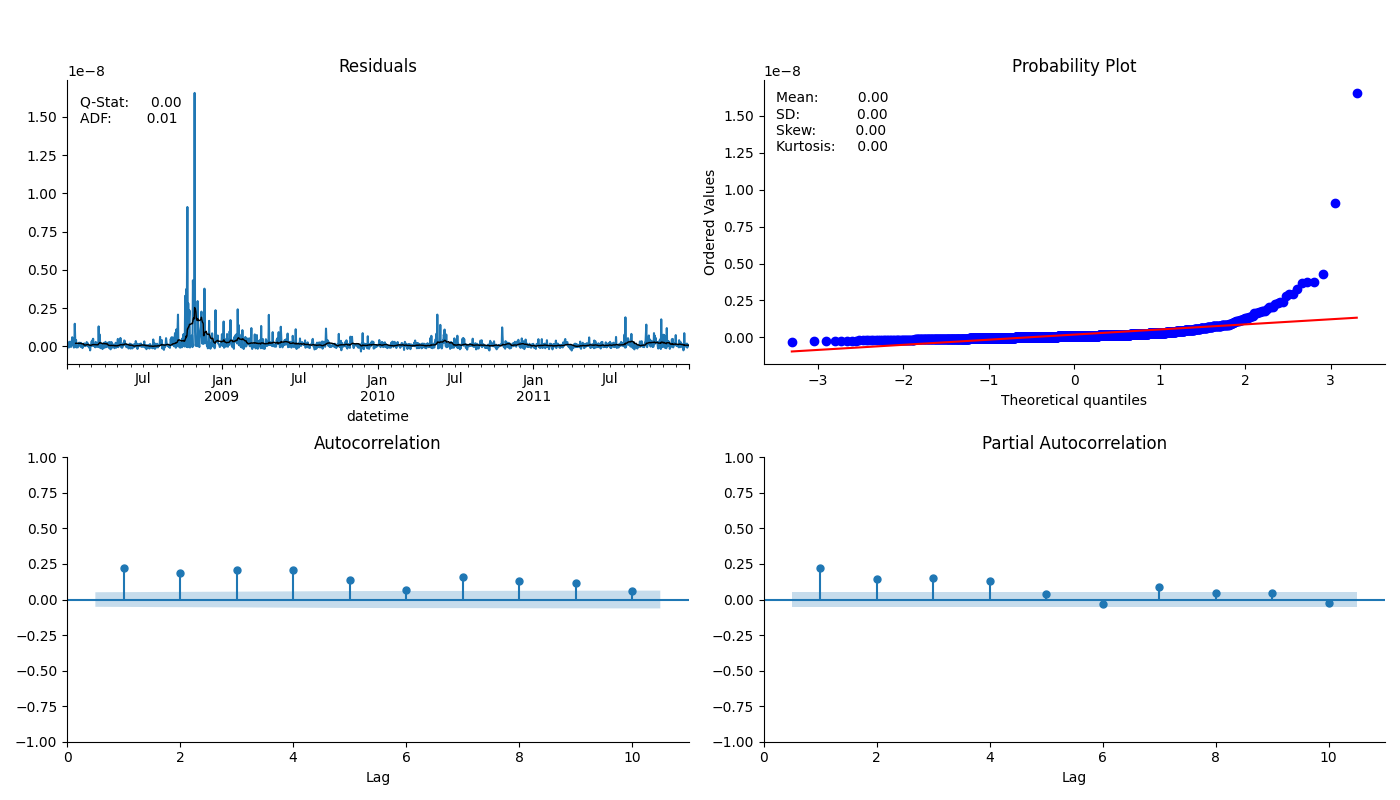 Residuals
1e−8
Q-Stat: 0.00
ADF: 0.01
1.50
1.25
1.00
0.75
0.50
0.25
0.00
Jul Jan Jul Jan Jul Jan Jul
2009 2010 2011
datetime
Probability Plot
1e−8
Mean: 0.00
SD: 0.00
Skew: 0.00
Kurtosis: 0.00
Ordered Values
1.50
1.25
1.00
0.75
0.50
0.25
0.00
−3 −2 −1 0 1 2 3
Theoretical quantiles
Autocorrelation
1.00
0.75
0.50
0.25
0.00
−0.25
−0.50
−0.75
−1.00
0 2 4 6 8 10
Lag
Partial Autocorrelation
1.00
0.75
0.50
0.25
0.00
−0.25
−0.50
−0.75
−1.00
0 2 4 6 8 10
Lag